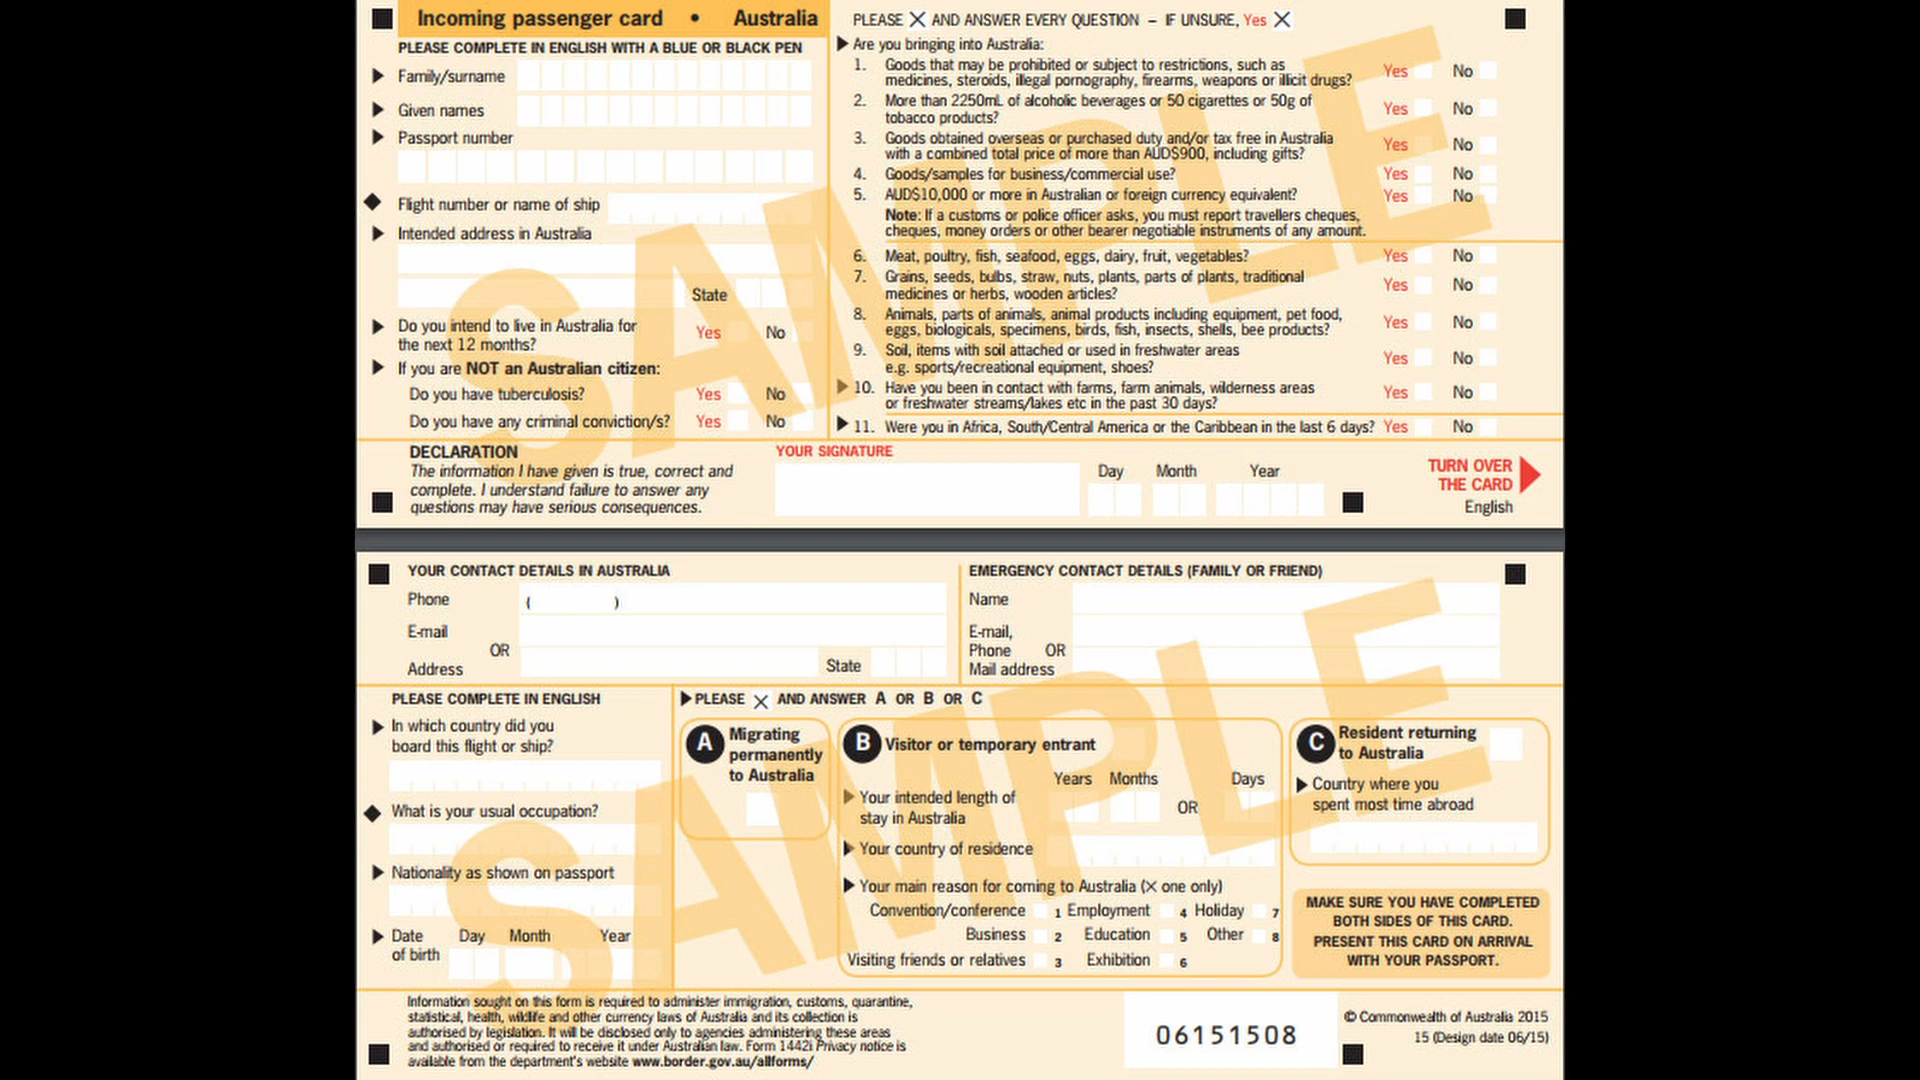 Incoming passenger card • Australia
PLEASE COMPLETE IN ENGLISH WITH A BLUE OR BLACK PEN
Family/surname
Given names
Passport number
Flight number or name of ship
Intended address in Australia
State
Do you intend to live in Australia for
the next 12 months?
Yes No
If you are NOT an Australian citizen:
Do you have tuberculosis? Yes No
Do you have any criminal conviction/s? Yes No
PLEASE X AND ANSWER EVERY QUESTION – IF UNSURE, Yes X
Are you bringing into Australia:
1. Goods that may be prohibited or subject to restrictions, such as
medicines, steroids, illegal pornography, firearms, weapons or illicit drugs? Yes No
2. More than 2250mL of alcoholic beverages or 50 cigarettes or 50g of
tobacco products? Yes No
3. Goods obtained overseas or purchased duty and/or tax free in Australia
with a combined total price of more than AUD$900, including gifts? Yes No
4. Goods/samples for business/commercial use? Yes No
5. AUD$10,000 or more in Australian or foreign currency equivalent? Yes No
Note: If a customs or police officer asks, you must report travellers cheques,
cheques, money orders or other bearer negotiable instruments of any amount.
6. Meat, poultry, fish, seafood, eggs, dairy, fruit, vegetables? Yes No
7. Grains, seeds, bulbs, straw, nuts, plants, parts of plants, traditional
medicines or herbs, wooden articles? Yes No
8. Animals, parts of animals, animal products including equipment, pet food,
eggs, biologicals, specimens, birds, fish, insects, shells, bee products? Yes No
9. Soil, items with soil attached or used in freshwater areas
e.g. sports/recreational equipment, shoes? Yes No
10. Have you been in contact with farms, farm animals, wilderness areas
or freshwater streams/lakes etc in the past 30 days? Yes No
11. Were you in Africa, South/Central America or the Caribbean in the last 6 days? Yes No
DECLARATION
The information I have given is true, correct and
complete. I understand failure to answer any
questions may have serious consequences.
YOUR SIGNATURE
Day Month Year
TURN OVER
THE CARD
English
SAMPLE
YOUR CONTACT DETAILS IN AUSTRALIA
Phone ( )
E-mail
OR
Address
State
EMERGENCY CONTACT DETAILS (FAMILY OR FRIEND)
Name
E-mail,
Phone OR
Mail address
PLEASE COMPLETE IN ENGLISH
In which country did you
board this flight or ship?
What is your usual occupation?
Nationality as shown on passport
Date
of birth
Day Month Year
PLEASE X AND ANSWER A OR B OR C
A Migrating
permanently
to Australia
B Visitor or temporary entrant
Years Months Days
Your intended length of
stay in Australia
OR
Your country of residence
Your main reason for coming to Australia (X one only)
Convention/conference 1 Employment 4 Holiday 7
Business 2 Education 5 Other 8
Visiting friends or relatives 3 Exhibition 6
C Resident returning
to Australia
Country where you
spent most time abroad
MAKE SURE YOU HAVE COMPLETED
BOTH SIDES OF THIS CARD.
PRESENT THIS CARD ON ARRIVAL
WITH YOUR PASSPORT.
Information sought on this form is required to administer immigration, customs, quarantine,
statistical, health, wildlife and other currency laws of Australia and its collection is
authorised by legislation. It will be disclosed only to agencies administering these areas
and authorised or required to receive it under Australian law. Form 1442i Privacy notice is
available from the department's website www.border.gov.au/allforms/
06151508
© Commonwealth of Australia 2015
15 (Design date 06/15)
SAMPLE